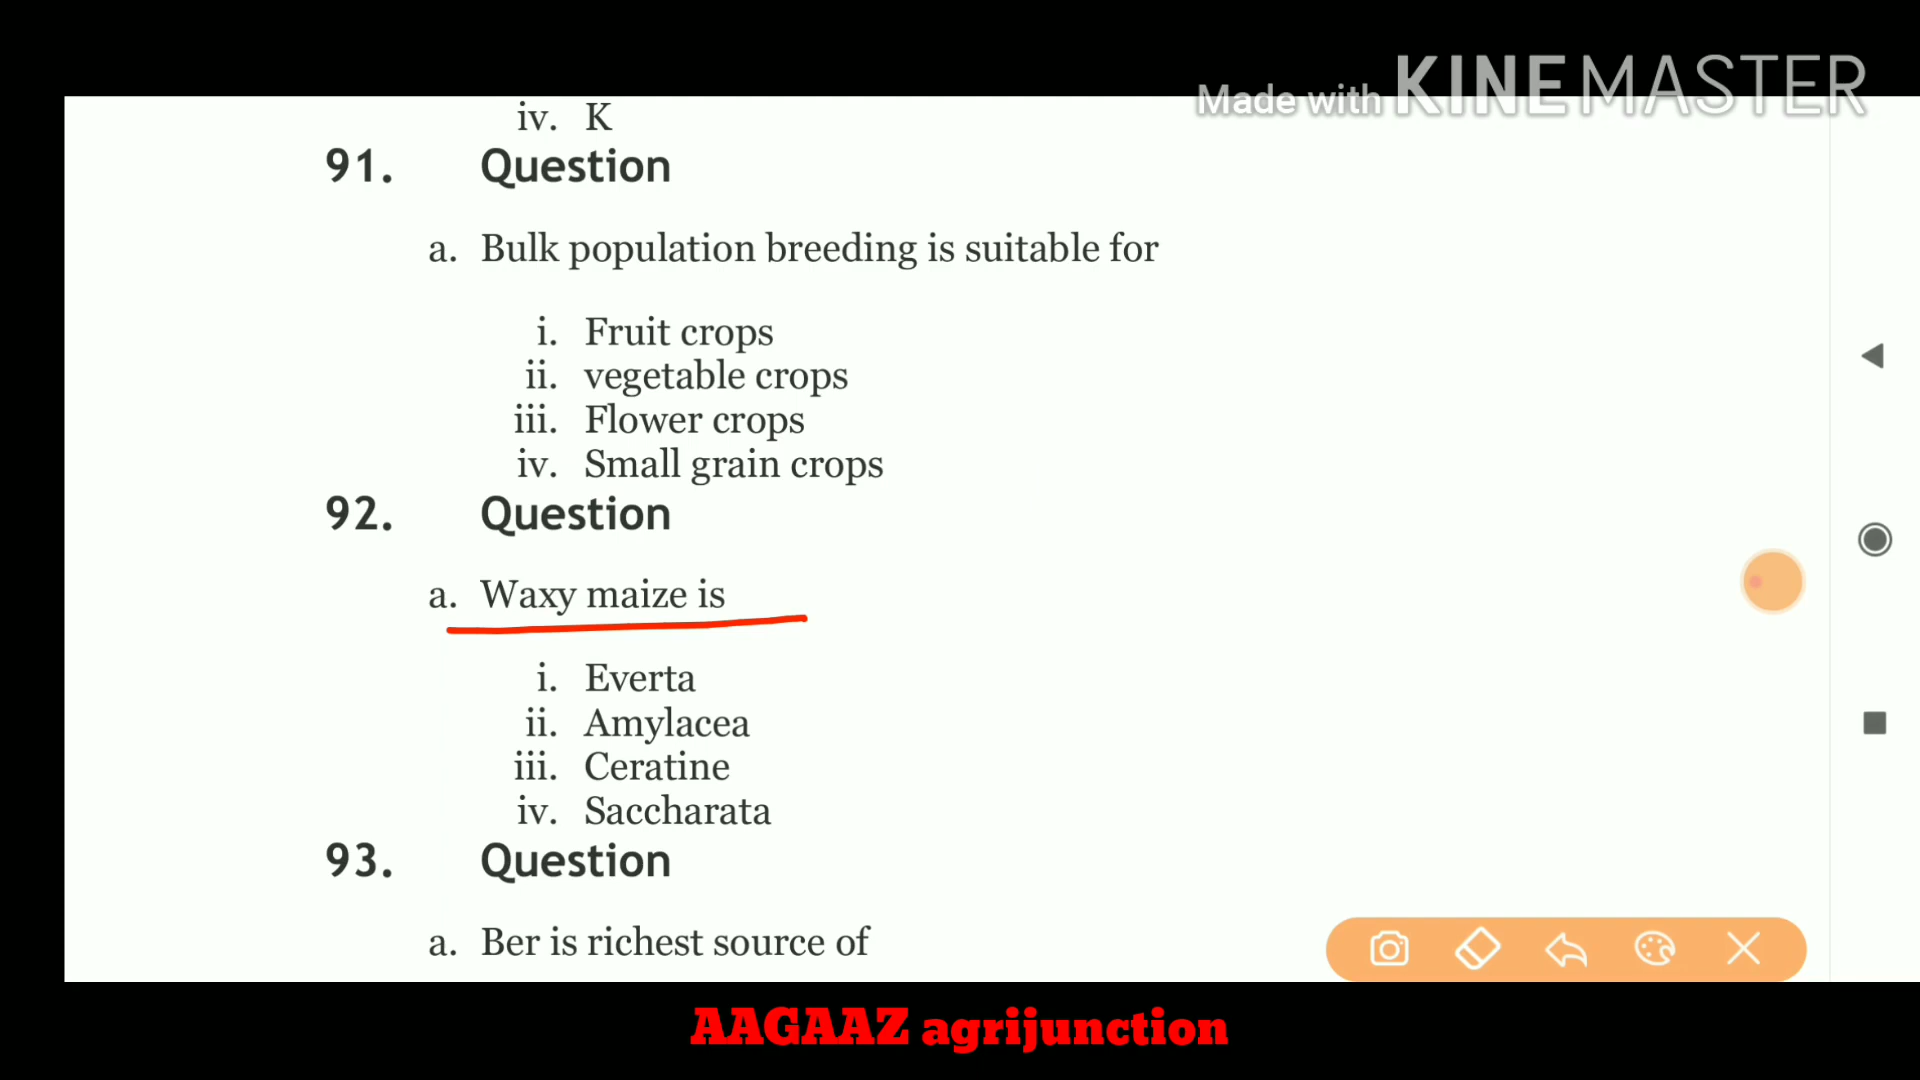 Made with KINEMASTER
iv. K
91. Question
a. Bulk population breeding is suitable for
i. Fruit crops
ii. vegetable crops
iii. Flower crops
iv. Small grain crops
92. Question
a. Waxy maize is
i. Everta
ii. Amylacea
iii. Ceratine
iv. Saccharata
93. Question
a. Ber is richest source of
AAGAAZ agrijunction